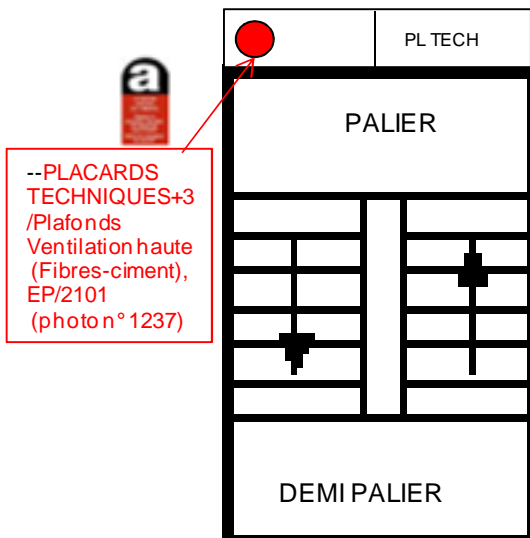 PL TECH
a
PALIER
--PLACARDS
TECHNIQUES+3
/Plafonds
Ventilation haute
(Fibres-ciment),
EP/2101
(photo n° 1237)
DEMI PALIER